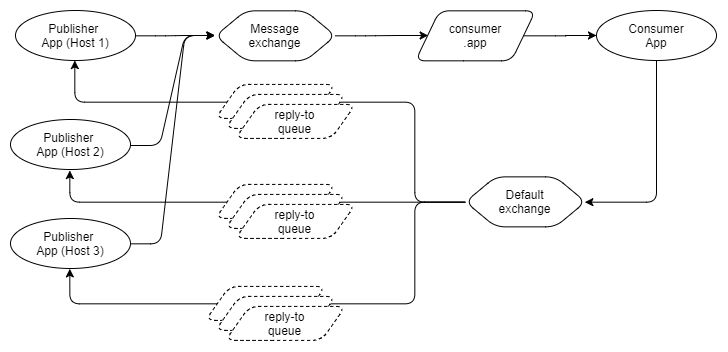 Publisher
App (Host 1)
Message
exchange
consumer
.app
Consumer
App
reply-to
queue
Publisher
App (Host 2)
Default
exchange
reply-to
queue
Publisher
App (Host 3)
reply-to
queue